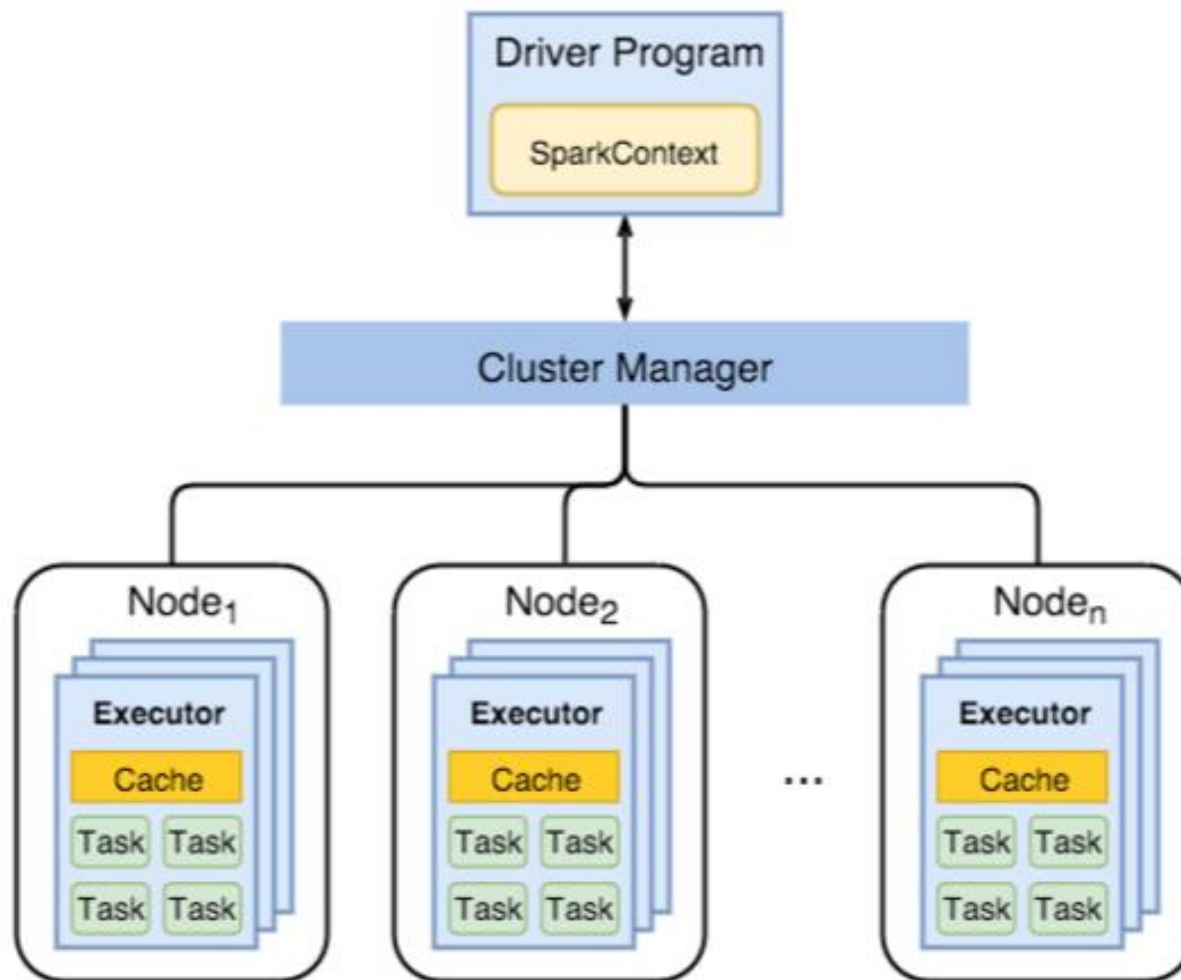 Driver Program
SparkContext
Cluster Manager
Node₁
Executor
Cache
Task Task
Task Task
Node₂
Executor
Cache
Task Task
Task Task
...
Nodeₙ
Executor
Cache
Task Task
Task Task